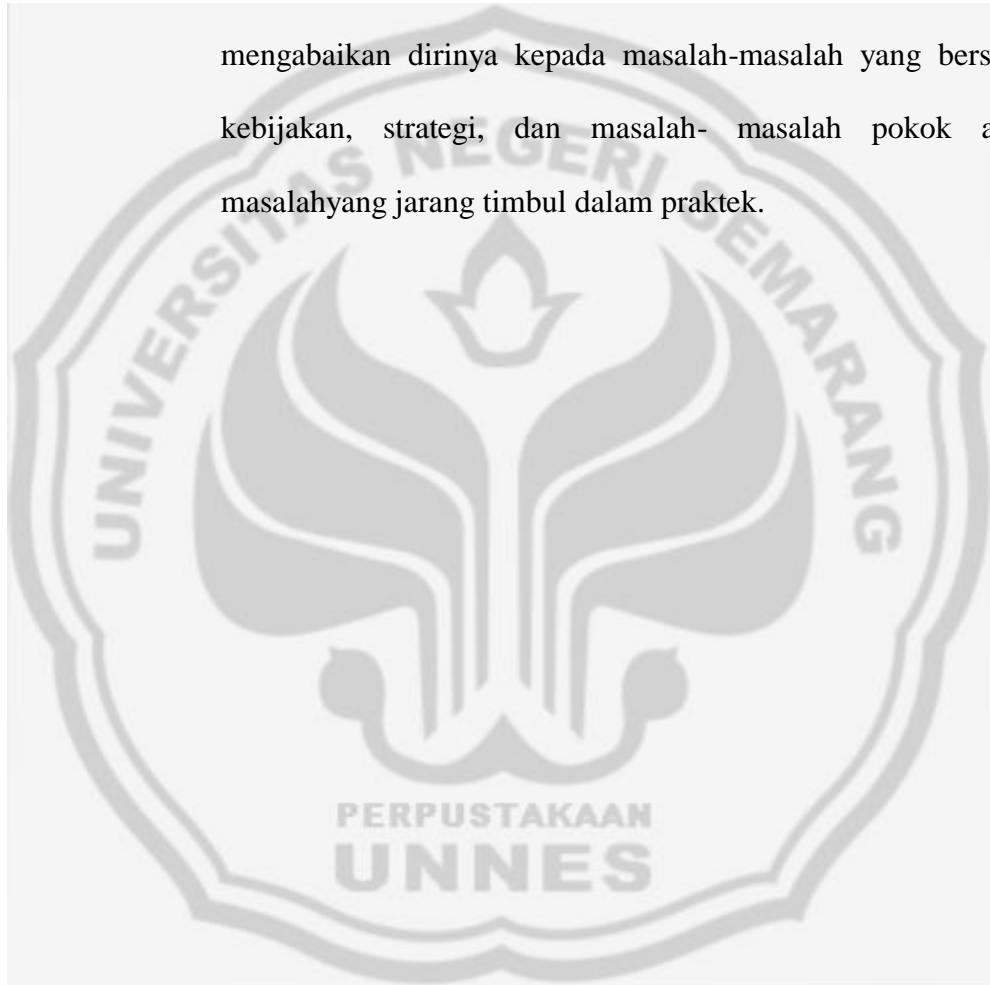 mengabaikan dirinya kepada masalah-masalah yang bers
kebijakan, strategi, dan masalah- masalah pokok a
masalahyang jarang timbul dalam praktek.
UNIVERSITAS NEGERI SEMARANG
PERPUSTAKAAN
UNNES